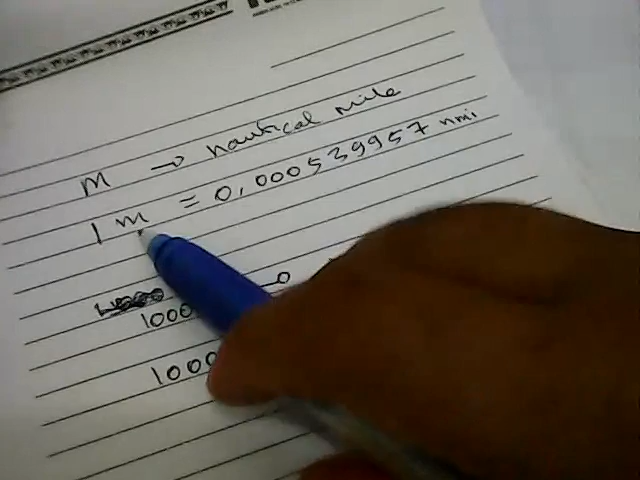 m → nautical mile
1 m = 0,000539957 nmi
1000
1000